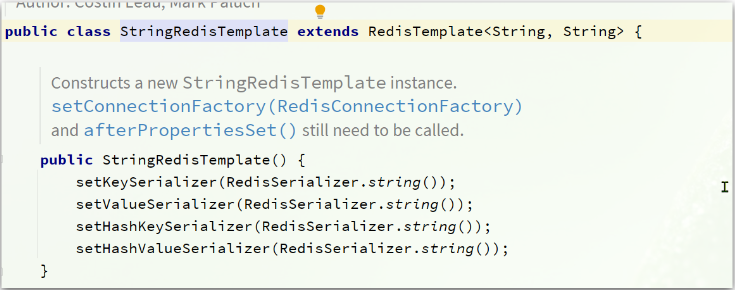 Author: Costin Leau, Mark Paluch
public class StringRedisTemplate extends RedisTemplate<String, String> {
Constructs a new StringRedisTemplate instance.
setConnectionFactory(RedisConnectionFactory)
and afterPropertiesSet() still need to be called.
public StringRedisTemplate() {
setKeySerializer(RedisSerializer.string());
setValueSerializer(RedisSerializer.string());
setHashKeySerializer(RedisSerializer.string());
setHashValueSerializer(RedisSerializer.string());
}